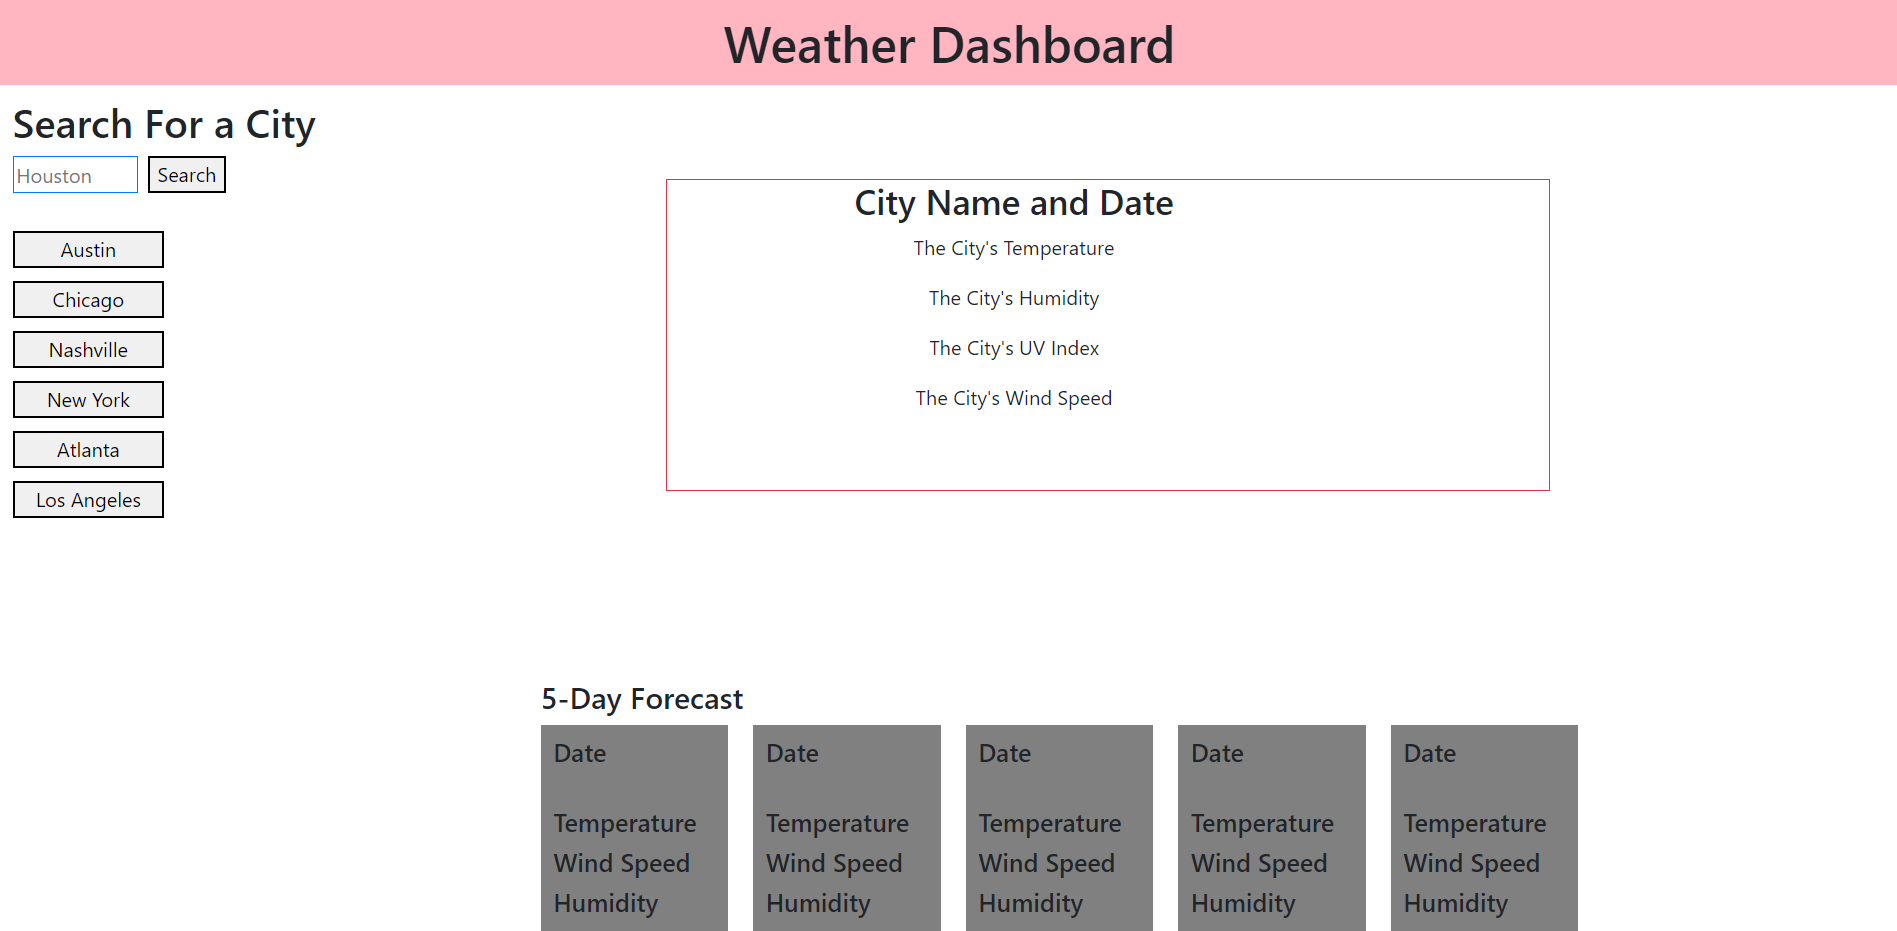 Weather Dashboard
Search For a City
Houston
Search
Austin
Chicago
Nashville
New York
Atlanta
Los Angeles
City Name and Date
The City's Temperature
The City's Humidity
The City's UV Index
The City's Wind Speed
5-Day Forecast
Date
Temperature
Wind Speed
Humidity
Date
Temperature
Wind Speed
Humidity
Date
Temperature
Wind Speed
Humidity
Date
Temperature
Wind Speed
Humidity
Date
Temperature
Wind Speed
Humidity